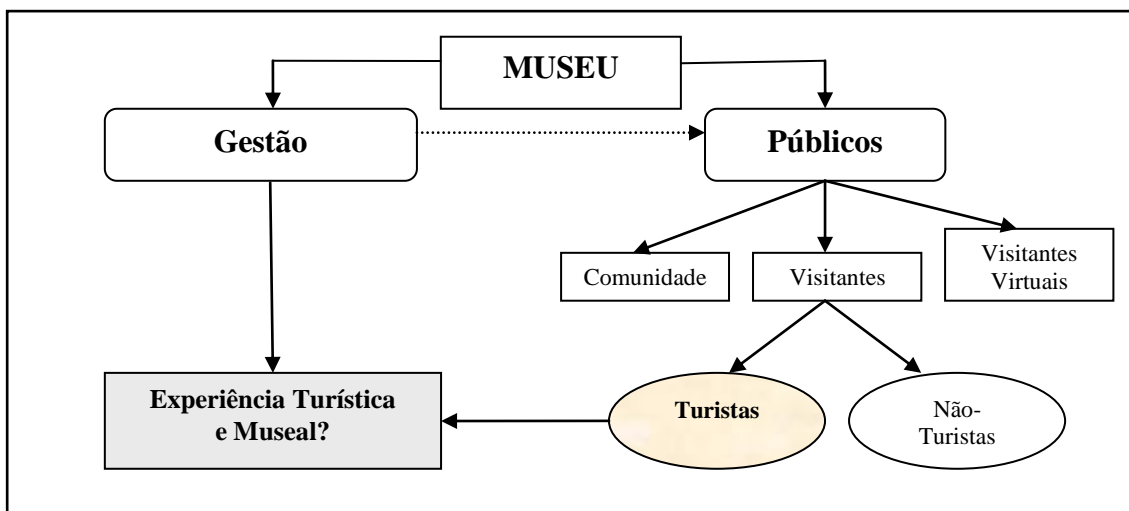 MUSEU
Gestão
Públicos
Comunidade
Visitantes
Visitantes
Virtuais
Experiência Turística
e Museal?
Turistas
Não-
Turistas